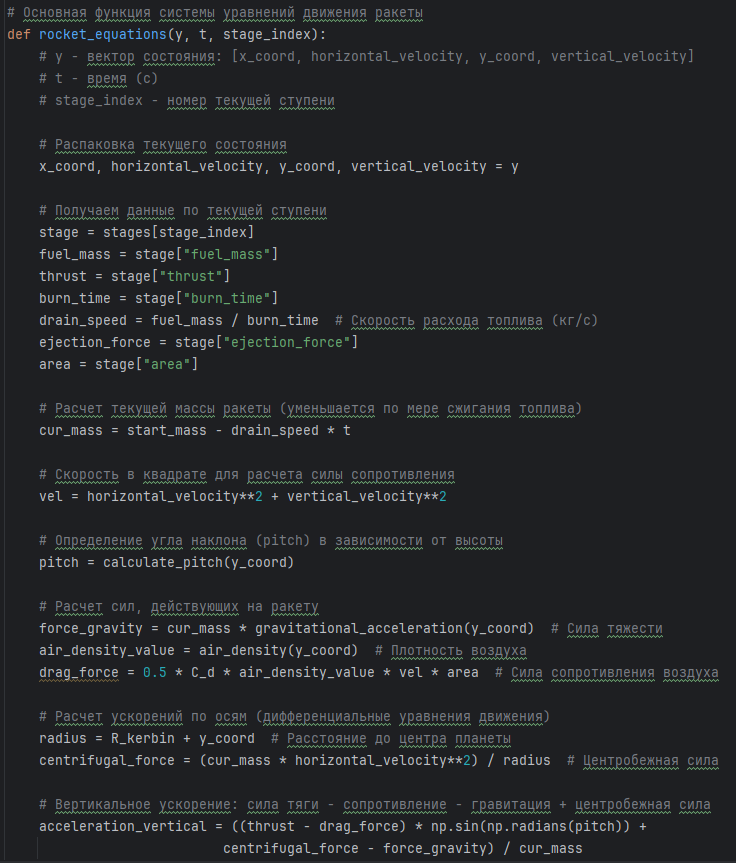 # Основная функция системы уравнений движения ракеты
def rocket_equations(y, t, stage_index):
    # y - вектор состояния: [x_coord, horizontal_velocity, y_coord, vertical_velocity]
    # t - время (с)
    # stage_index - номер текущей ступени

    # Распаковка текущего состояния
    x_coord, horizontal_velocity, y_coord, vertical_velocity = y

    # Получаем данные по текущей ступени
    stage = stages[stage_index]
    fuel_mass = stage["fuel_mass"]
    thrust = stage["thrust"]
    burn_time = stage["burn_time"]
    drain_speed = fuel_mass / burn_time  # Скорость расхода топлива (кг/с)
    ejection_force = stage["ejection_force"]
    area = stage["area"]

    # Расчет текущей массы ракеты (уменьшается по мере сжигания топлива)
    cur_mass = start_mass - drain_speed * t

    # Скорость в квадрате для расчета силы сопротивления
    vel = horizontal_velocity**2 + vertical_velocity**2

    # Определение угла наклона (pitch) в зависимости от высоты
    pitch = calculate_pitch(y_coord)

    # Расчет сил, действующих на ракету
    force_gravity = cur_mass * gravitational_acceleration(y_coord)  # Сила тяжести
    air_density_value = air_density(y_coord)  # Плотность воздуха
    drag_force = 0.5 * C_d * air_density_value * vel * area  # Сила сопротивления воздуха

    # Расчет ускорений по осям (дифференциальные уравнения движения)
    radius = R_kerbin + y_coord  # Расстояние до центра планеты
    centrifugal_force = (cur_mass * horizontal_velocity**2) / radius  # Центробежная сила

    # Вертикальное ускорение: сила тяги - сопротивление - гравитация + центробежная сила
    acceleration_vertical = ((thrust - drag_force) * np.sin(np.radians(pitch)) +
                           centrifugal_force - force_gravity) / cur_mass